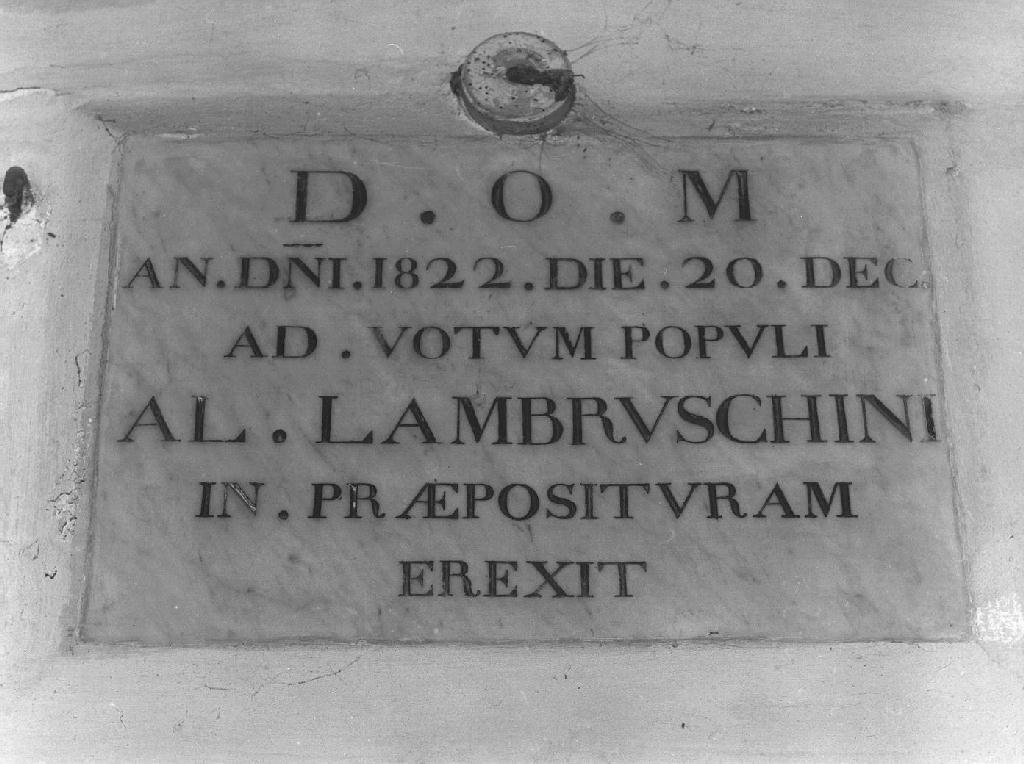 D . O . M
AN. DÑI. 1822. DIE. 20. DEC.
AD. VOTVM POPVLI
AL. LAMBRVSCHINI
IN. PRÆPOSITVRAM
EREXIT